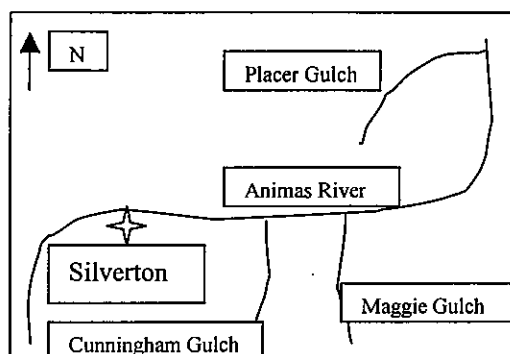 N
Placer Gulch
Animas River
Silverton
Maggie Gulch
Cunningham Gulch